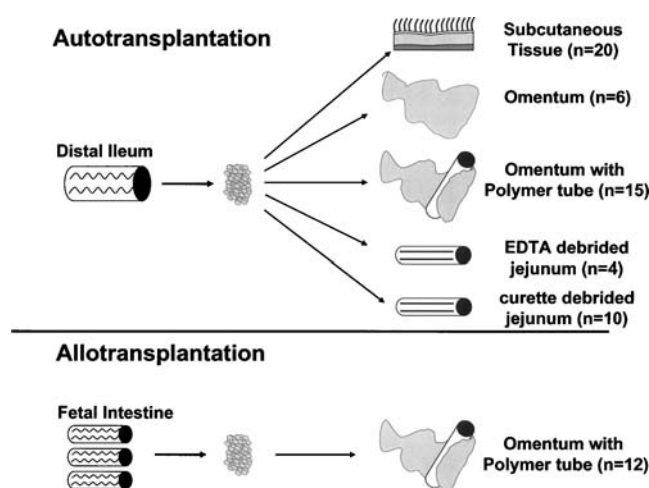 Autotransplantation
Subcutaneous
Tissue (n=20)
Omentum (n=6)
Distal Ileum
Omentum with
Polymer tube (n=15)
EDTA debrided
jejunum (n=4)
curette debrided
jejunum (n=10)
Allotransplantation
Fetal Intestine
Omentum with
Polymer tube (n=12)